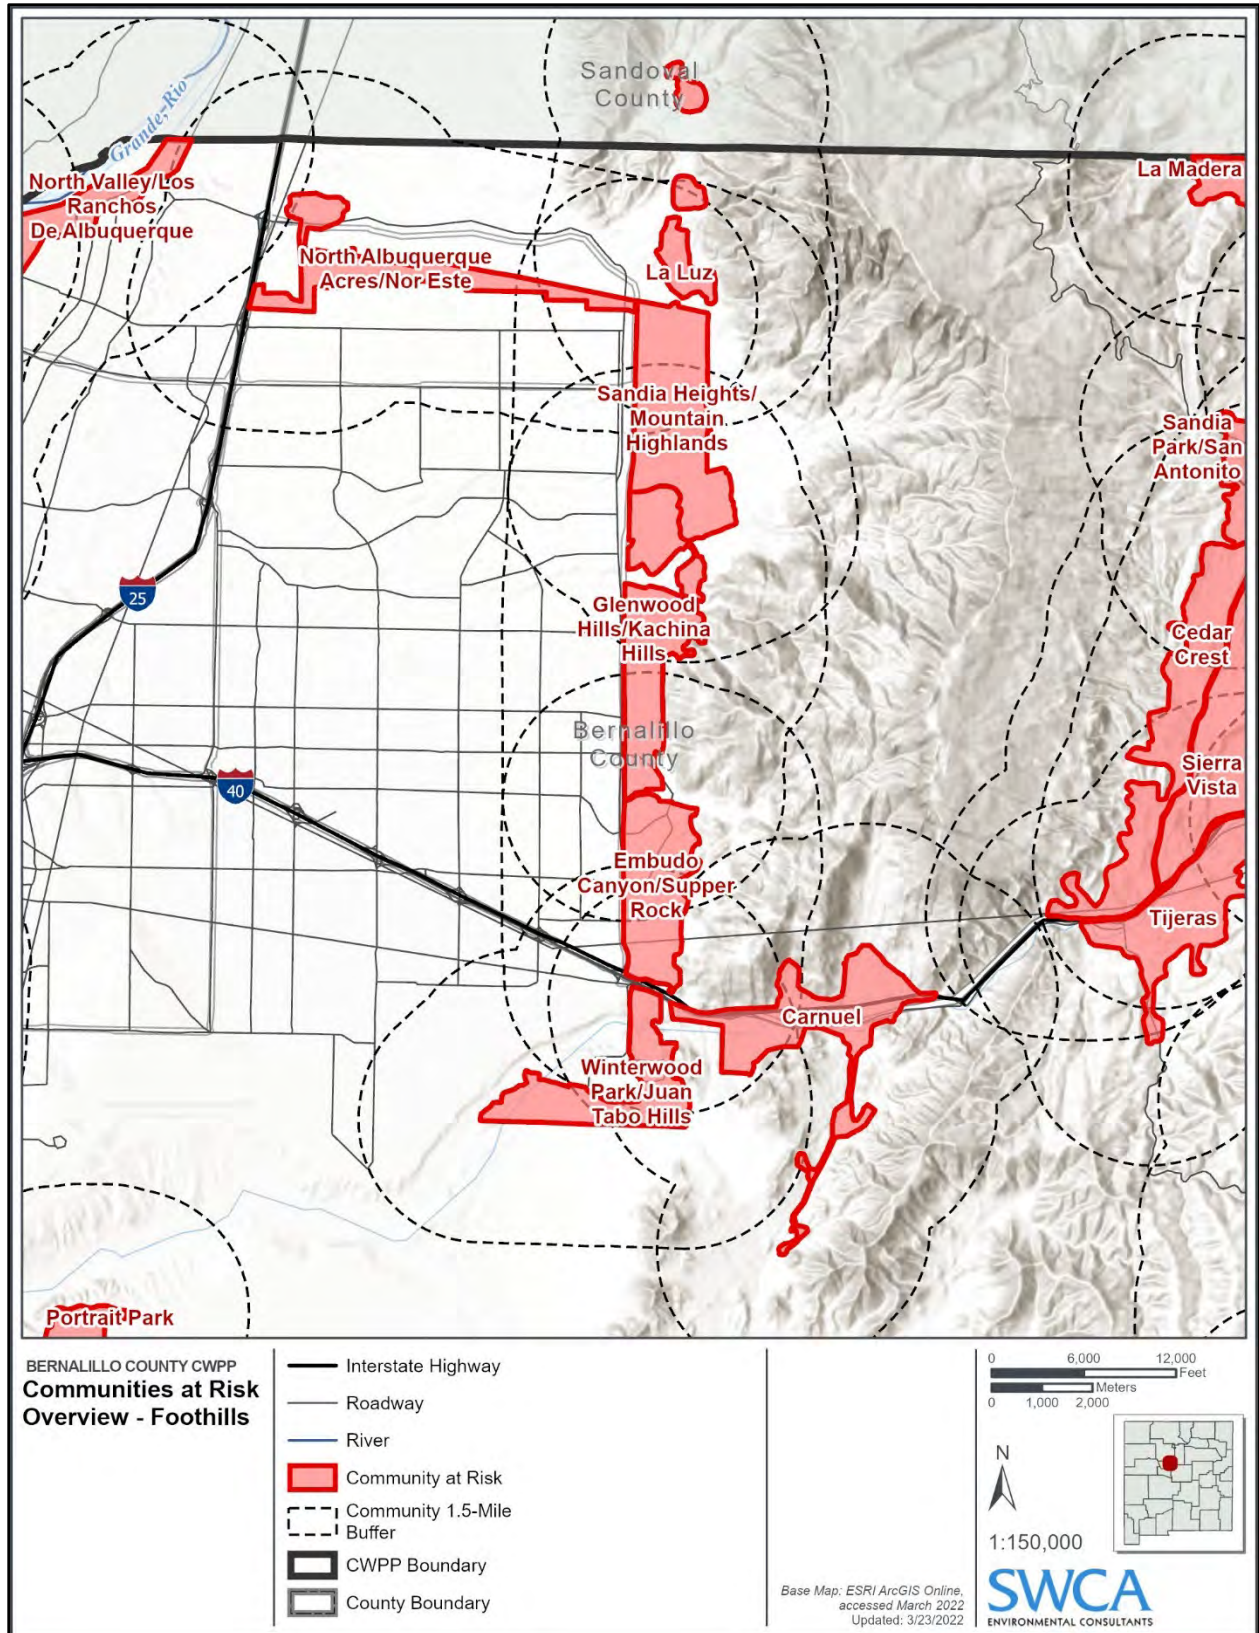 Sandoval
County
Grande, Rio
La Madera
North Valley/Los
Ranchos
De Albuquerque
North Albuquerque
Acres/Nor Este
La Luz
Sandia Heights/
Mountain
Highlands
Sandia
Park/San
Antonito
25
Glenwood
Hills/Kachina
Hills
Cedar
Crest
Bernalillo
County
Sierra
Vista
40
Embudo
Canyon/Supper
Rock
Tijeras
Carnuel
Winterwood
Park/Juan
Tabo Hills
Portrait Park
BERNALILLO COUNTY CWPP
Communities at Risk
Overview - Foothills
Interstate Highway
Roadway
River
Community at Risk
Community 1.5-Mile
Buffer
CWPP Boundary
County Boundary
Base Map: ESRI ArcGIS Online,
accessed March 2022
Updated: 3/23/2022
0 6,000 12,000
Feet
Meters
0 1,000 2,000
N
1:150,000
SWCA
ENVIRONMENTAL CONSULTANTS